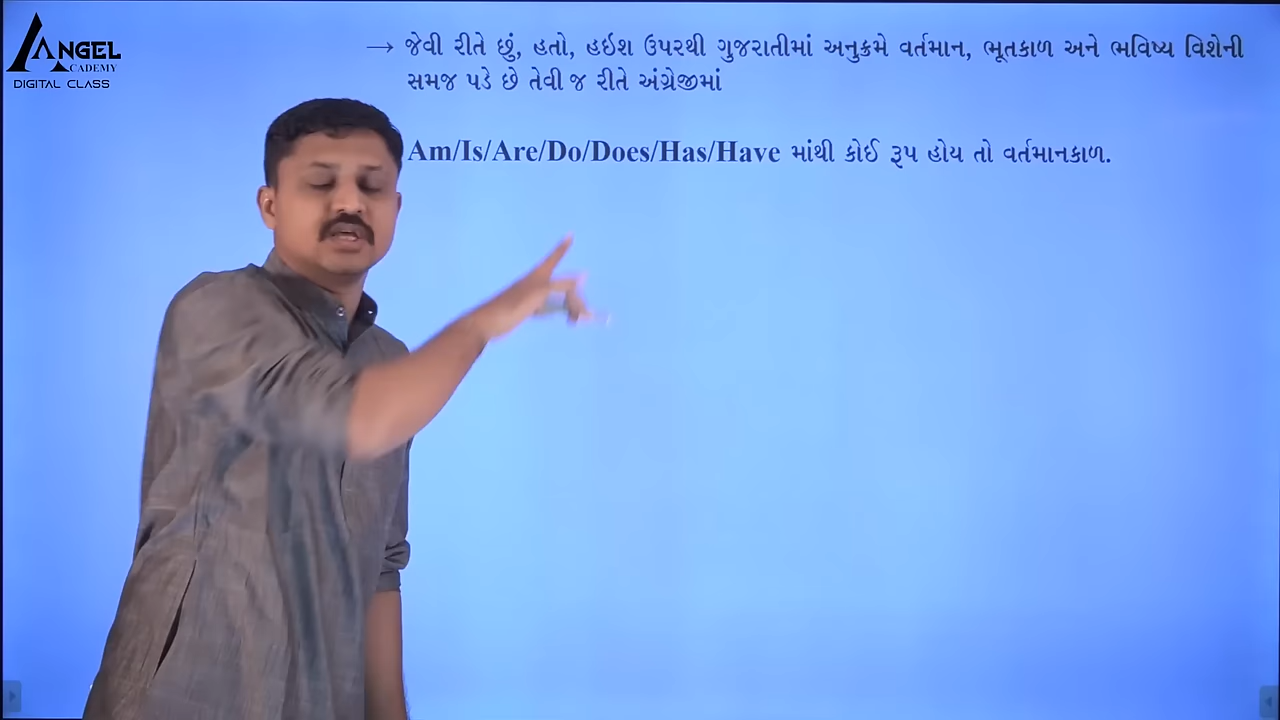 ANGEL
ACADEMY
DIGITAL CLASS
→ જેવી રીતે છું, હતો, હઇશ ઉપરથી ગુજરાતીમાં અનુક્રમે વર્તમાન, ભૂતકાળ અને ભવિષ્ય વિશેની
સમજ પડે છે તેવી જ રીતે અંગ્રેજીમાં
Am/Is/Are/Do/Does/Has/Have માંથી કોઈ રૂપ હોય તો વર્તમાનકાળ.